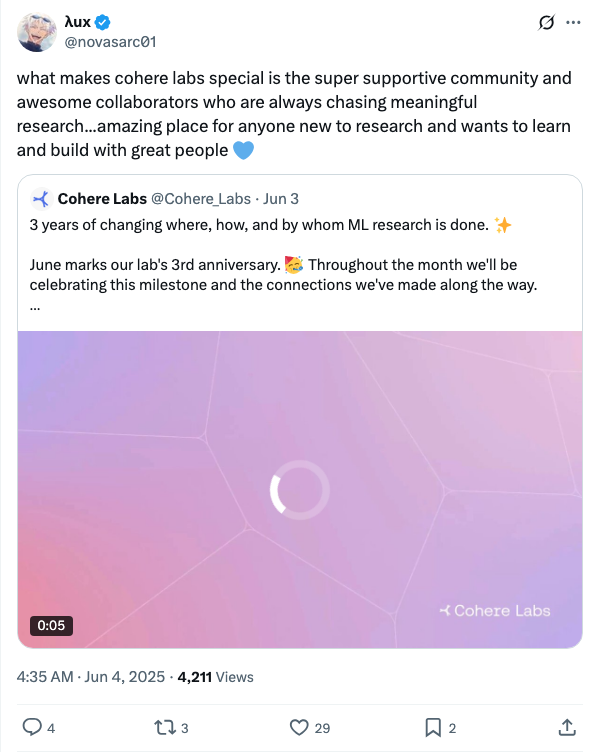 λux
@novasarc01
what makes cohere labs special is the super supportive community and
awesome collaborators who are always chasing meaningful
research...amazing place for anyone new to research and wants to learn
and build with great people 💙
Cohere Labs @Cohere_Labs · Jun 3
3 years of changing where, how, and by whom ML research is done. ✨
June marks our lab's 3rd anniversary. 🥳 Throughout the month we'll be
celebrating this milestone and the connections we've made along the way.
...
Cohere Labs
0:05
4:35 AM · Jun 4, 2025 · 4,211 Views
4 3 29 2